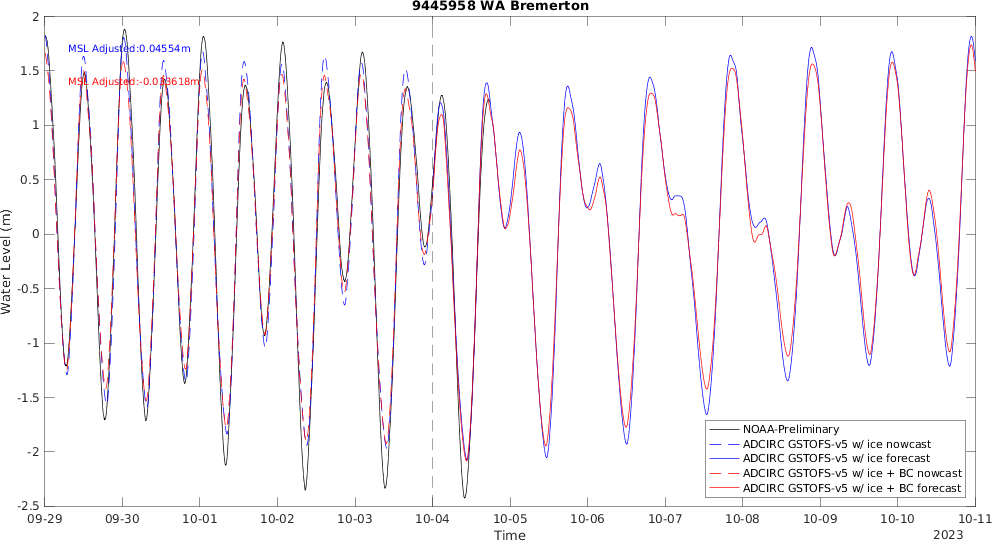 9445958 WA Bremerton
MSL Adjusted:0.04554m
MSL Adjusted:-0.033618m
Water Level (m)
2
1.5
1
0.5
0
-0.5
-1
-1.5
-2
-2.5
NOAA-Preliminary
ADCIRC GSTOFS-v5 w/ ice nowcast
ADCIRC GSTOFS-v5 w/ ice forecast
ADCIRC GSTOFS-v5 w/ ice + BC nowcast
ADCIRC GSTOFS-v5 w/ ice + BC forecast
09-29 09-30 10-01 10-02 10-03 10-04 10-05 10-06 10-07 10-08 10-09 10-10 10-11
Time
2023